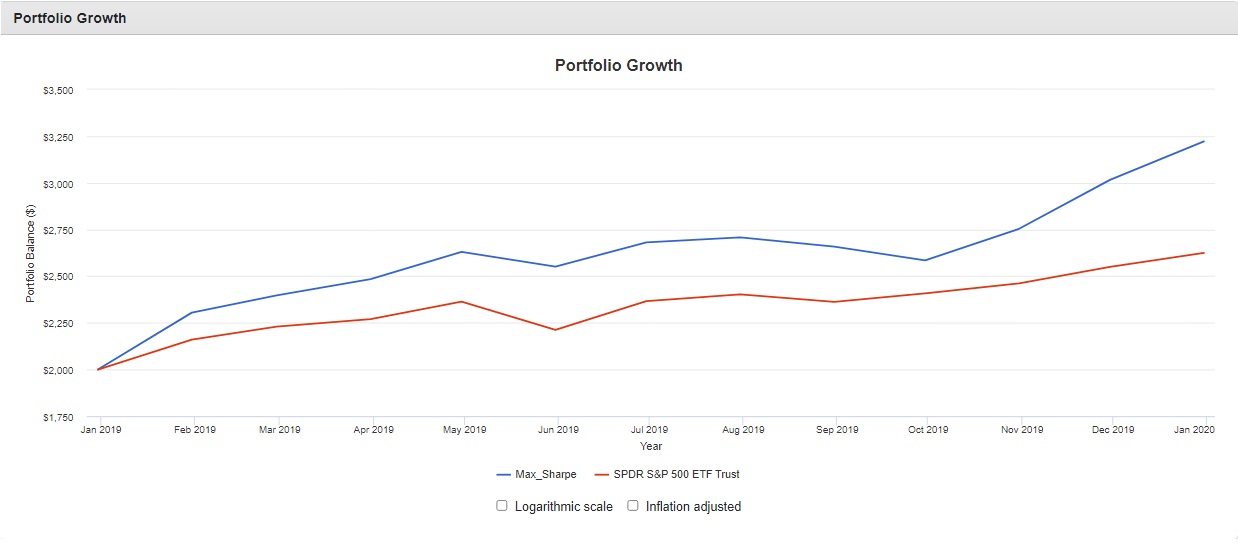 Portfolio Growth
Portfolio Growth
$3,500
$3,250
$3,000
$2,750
$2,500
$2,250
$2,000
$1,750
Portfolio Balance ($)
Jan 2019 Feb 2019 Mar 2019 Apr 2019 May 2019 Jun 2019 Jul 2019 Aug 2019 Sep 2019 Oct 2019 Nov 2019 Dec 2019 Jan 2020
Year
Max_Sharpe SPDR S&P 500 ETF Trust
Logarithmic scale Inflation adjusted